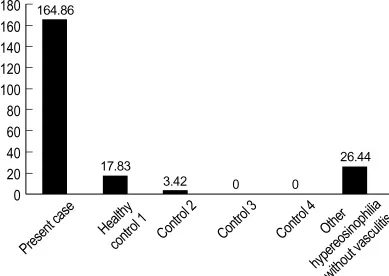 180
160
140
120
100
80
60
40
20
0
164.86
17.83
3.42
0
0
26.44
Present case
Healthy
control 1
Control 2
Control 3
Control 4
Other
hypereosinophilia
without vasculitis